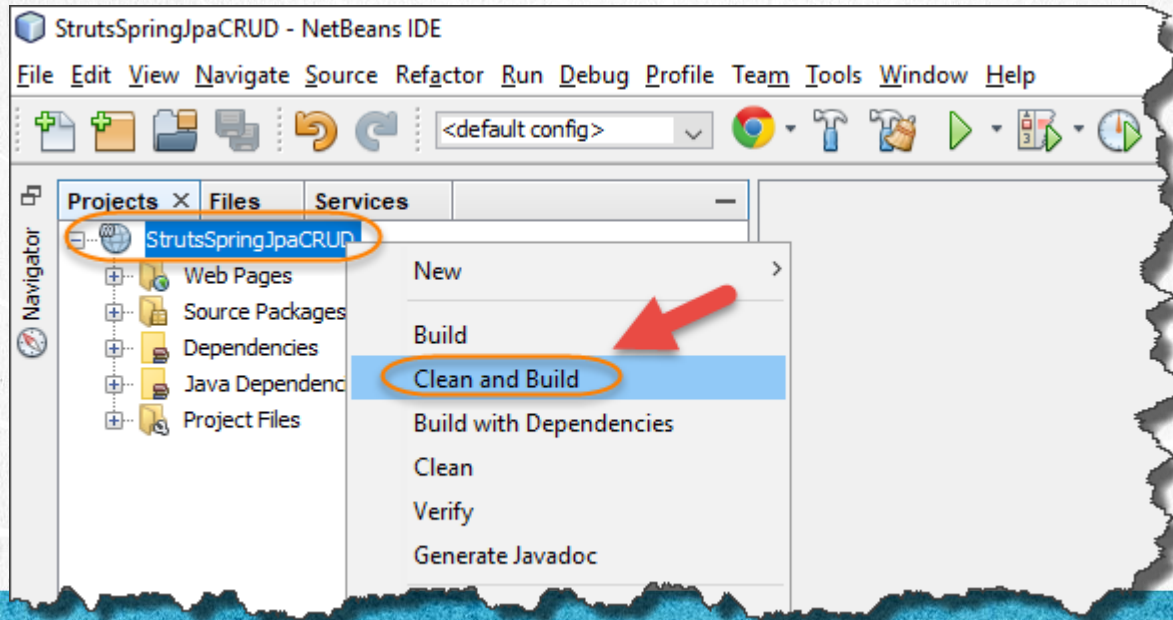 StrutsSpringJpaCRUD - NetBeans IDE
File Edit View Navigate Source Refactor Run Debug Profile Team Tools Window Help
<default config>
Projects Files Services
Navigator
StrutsSpringJpaCRUD
Web Pages
Source Packages
Dependencies
Java Dependenci
Project Files
New
Build
Clean and Build
Build with Dependencies
Clean
Verify
Generate Javadoc